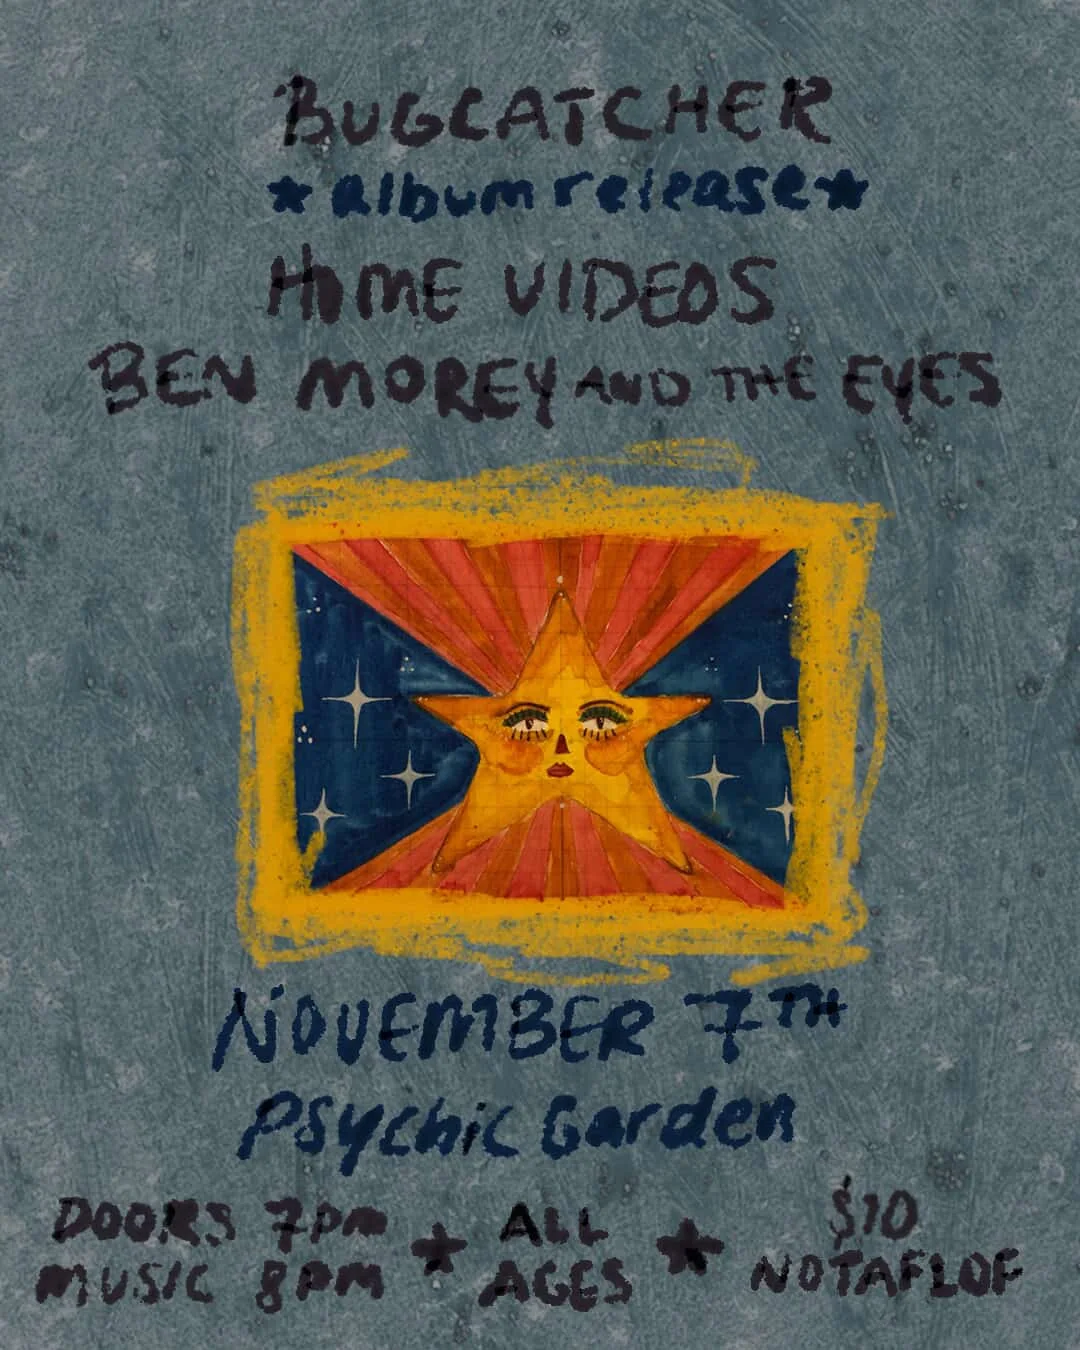 BUGCATCHER
★ album release ★
HOME VIDEOS
BEN MOREY AND THE EYES
NOVEMBER 7TH
Psychic Garden
DOORS 7pm
MUSIC 8PM
★ ALL AGES ★
$10
NOTAFLOF